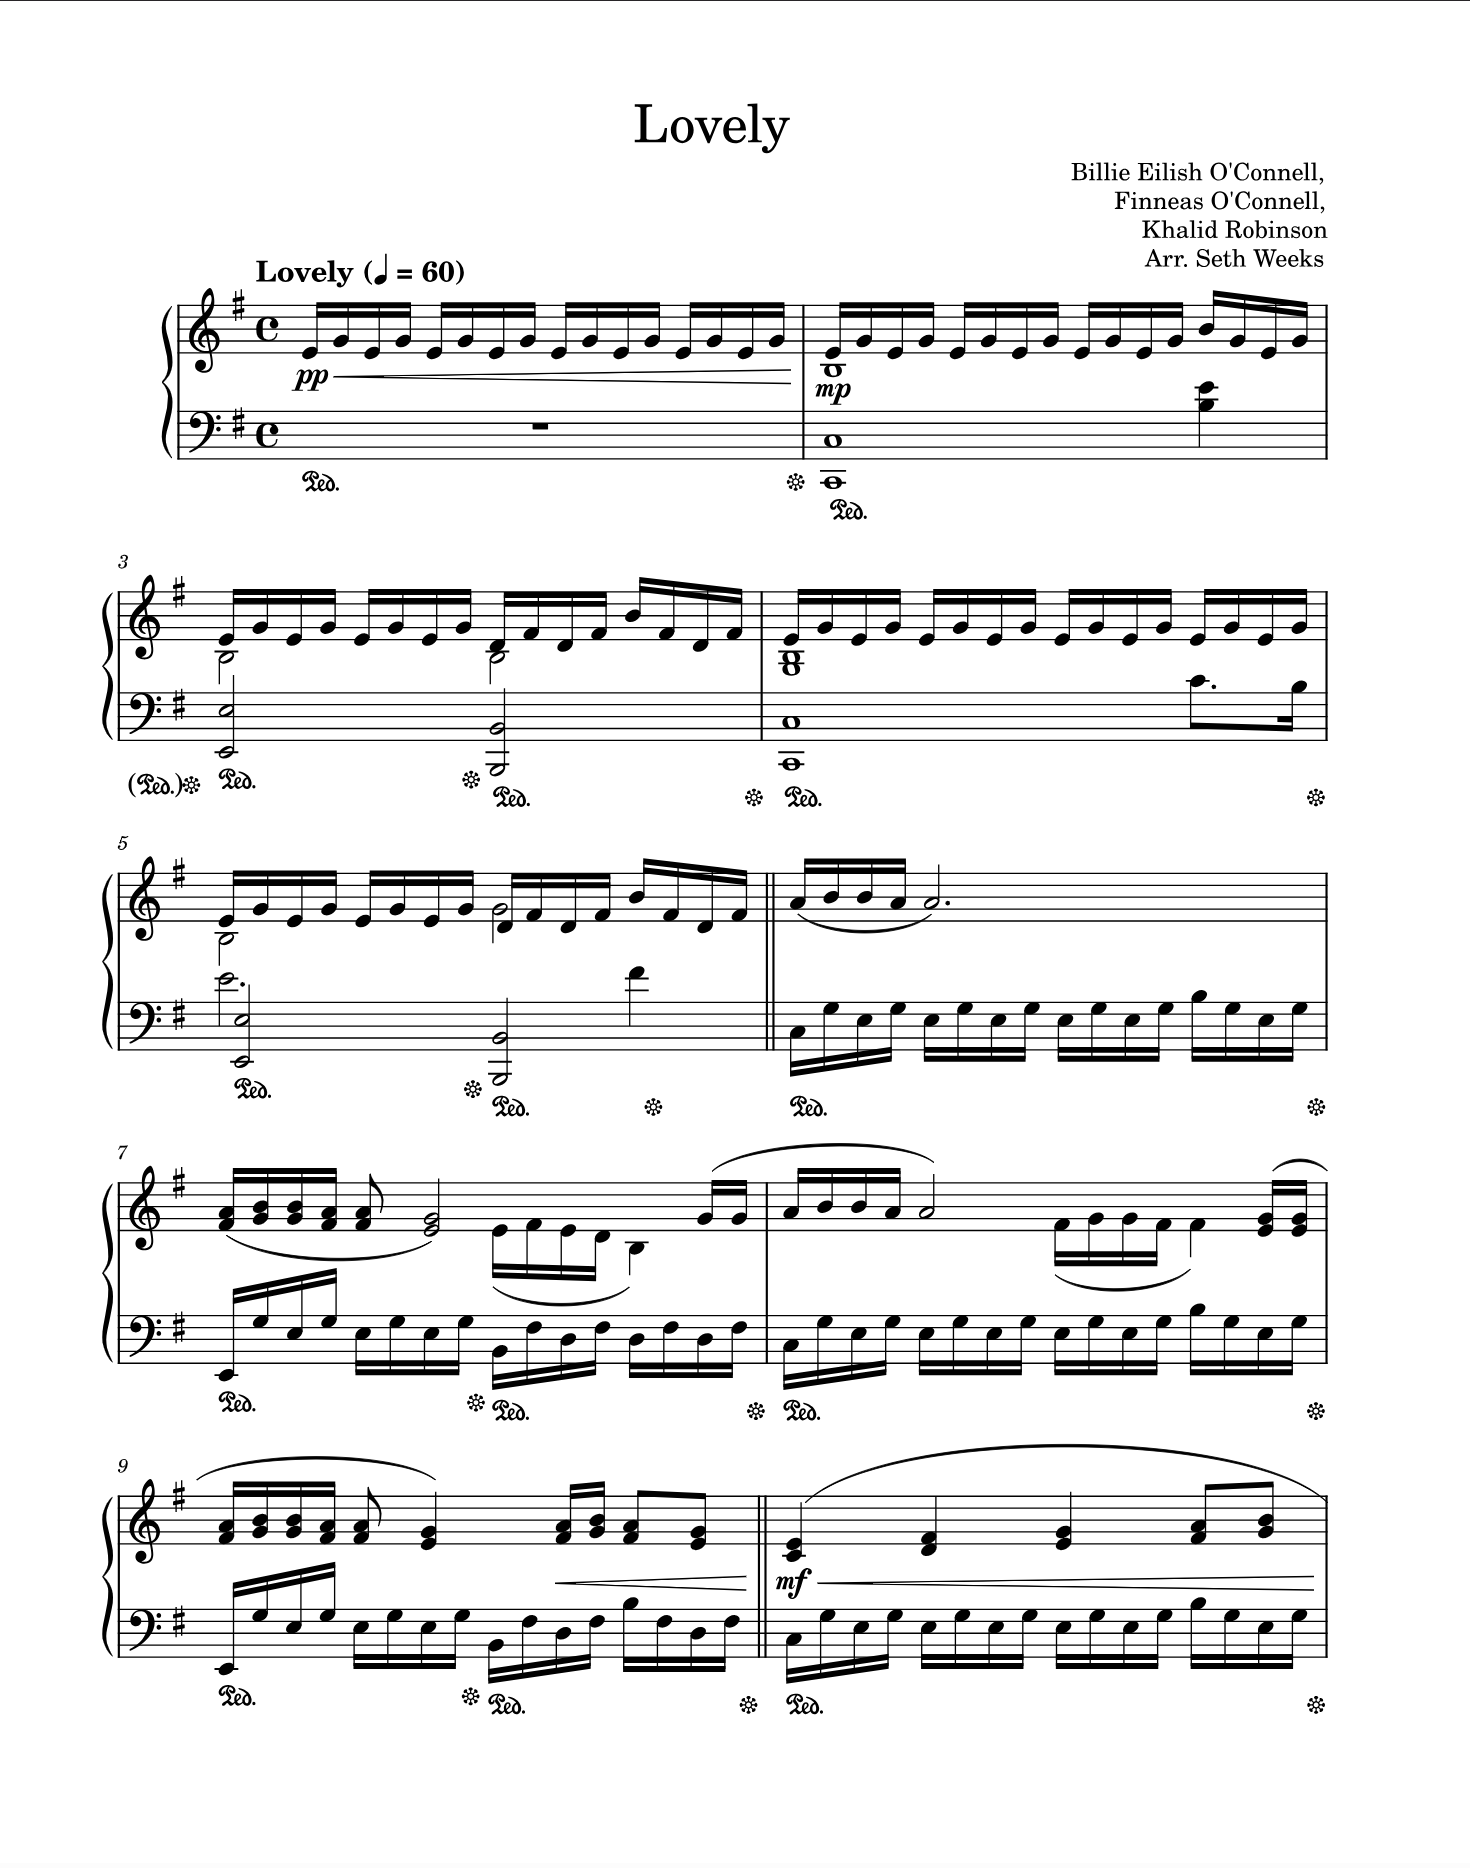 Lovely
Billie Eilish O'Connell,
Finneas O'Connell,
Khalid Robinson
Arr. Seth Weeks
Lovely (♩ = 60)
pp
mp
Ped.
Ped.
3
(Ped.) Ped. Ped. Ped.
5
Ped. Ped. Ped.
7
Ped. Ped. Ped.
9
mf
Ped. Ped. Ped.